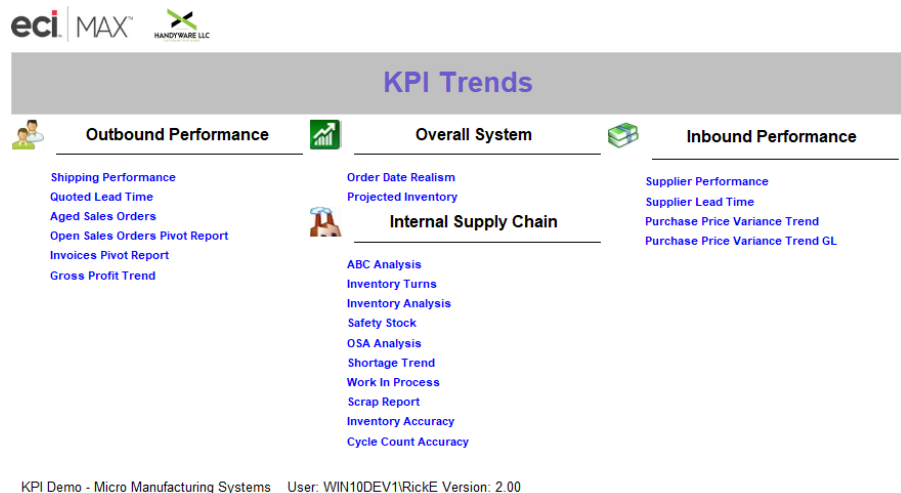 eci MAX™
HANDYWARE LLC
KPI Trends
Outbound Performance
Shipping Performance
Quoted Lead Time
Aged Sales Orders
Open Sales Orders Pivot Report
Invoices Pivot Report
Gross Profit Trend
Overall System
Order Date Realism
Projected Inventory
Internal Supply Chain
ABC Analysis
Inventory Turns
Inventory Analysis
Safety Stock
OSA Analysis
Shortage Trend
Work In Process
Scrap Report
Inventory Accuracy
Cycle Count Accuracy
Inbound Performance
Supplier Performance
Supplier Lead Time
Purchase Price Variance Trend
Purchase Price Variance Trend GL
KPI Demo - Micro Manufacturing Systems User: WIN10DEV1\RickE Version: 2.00